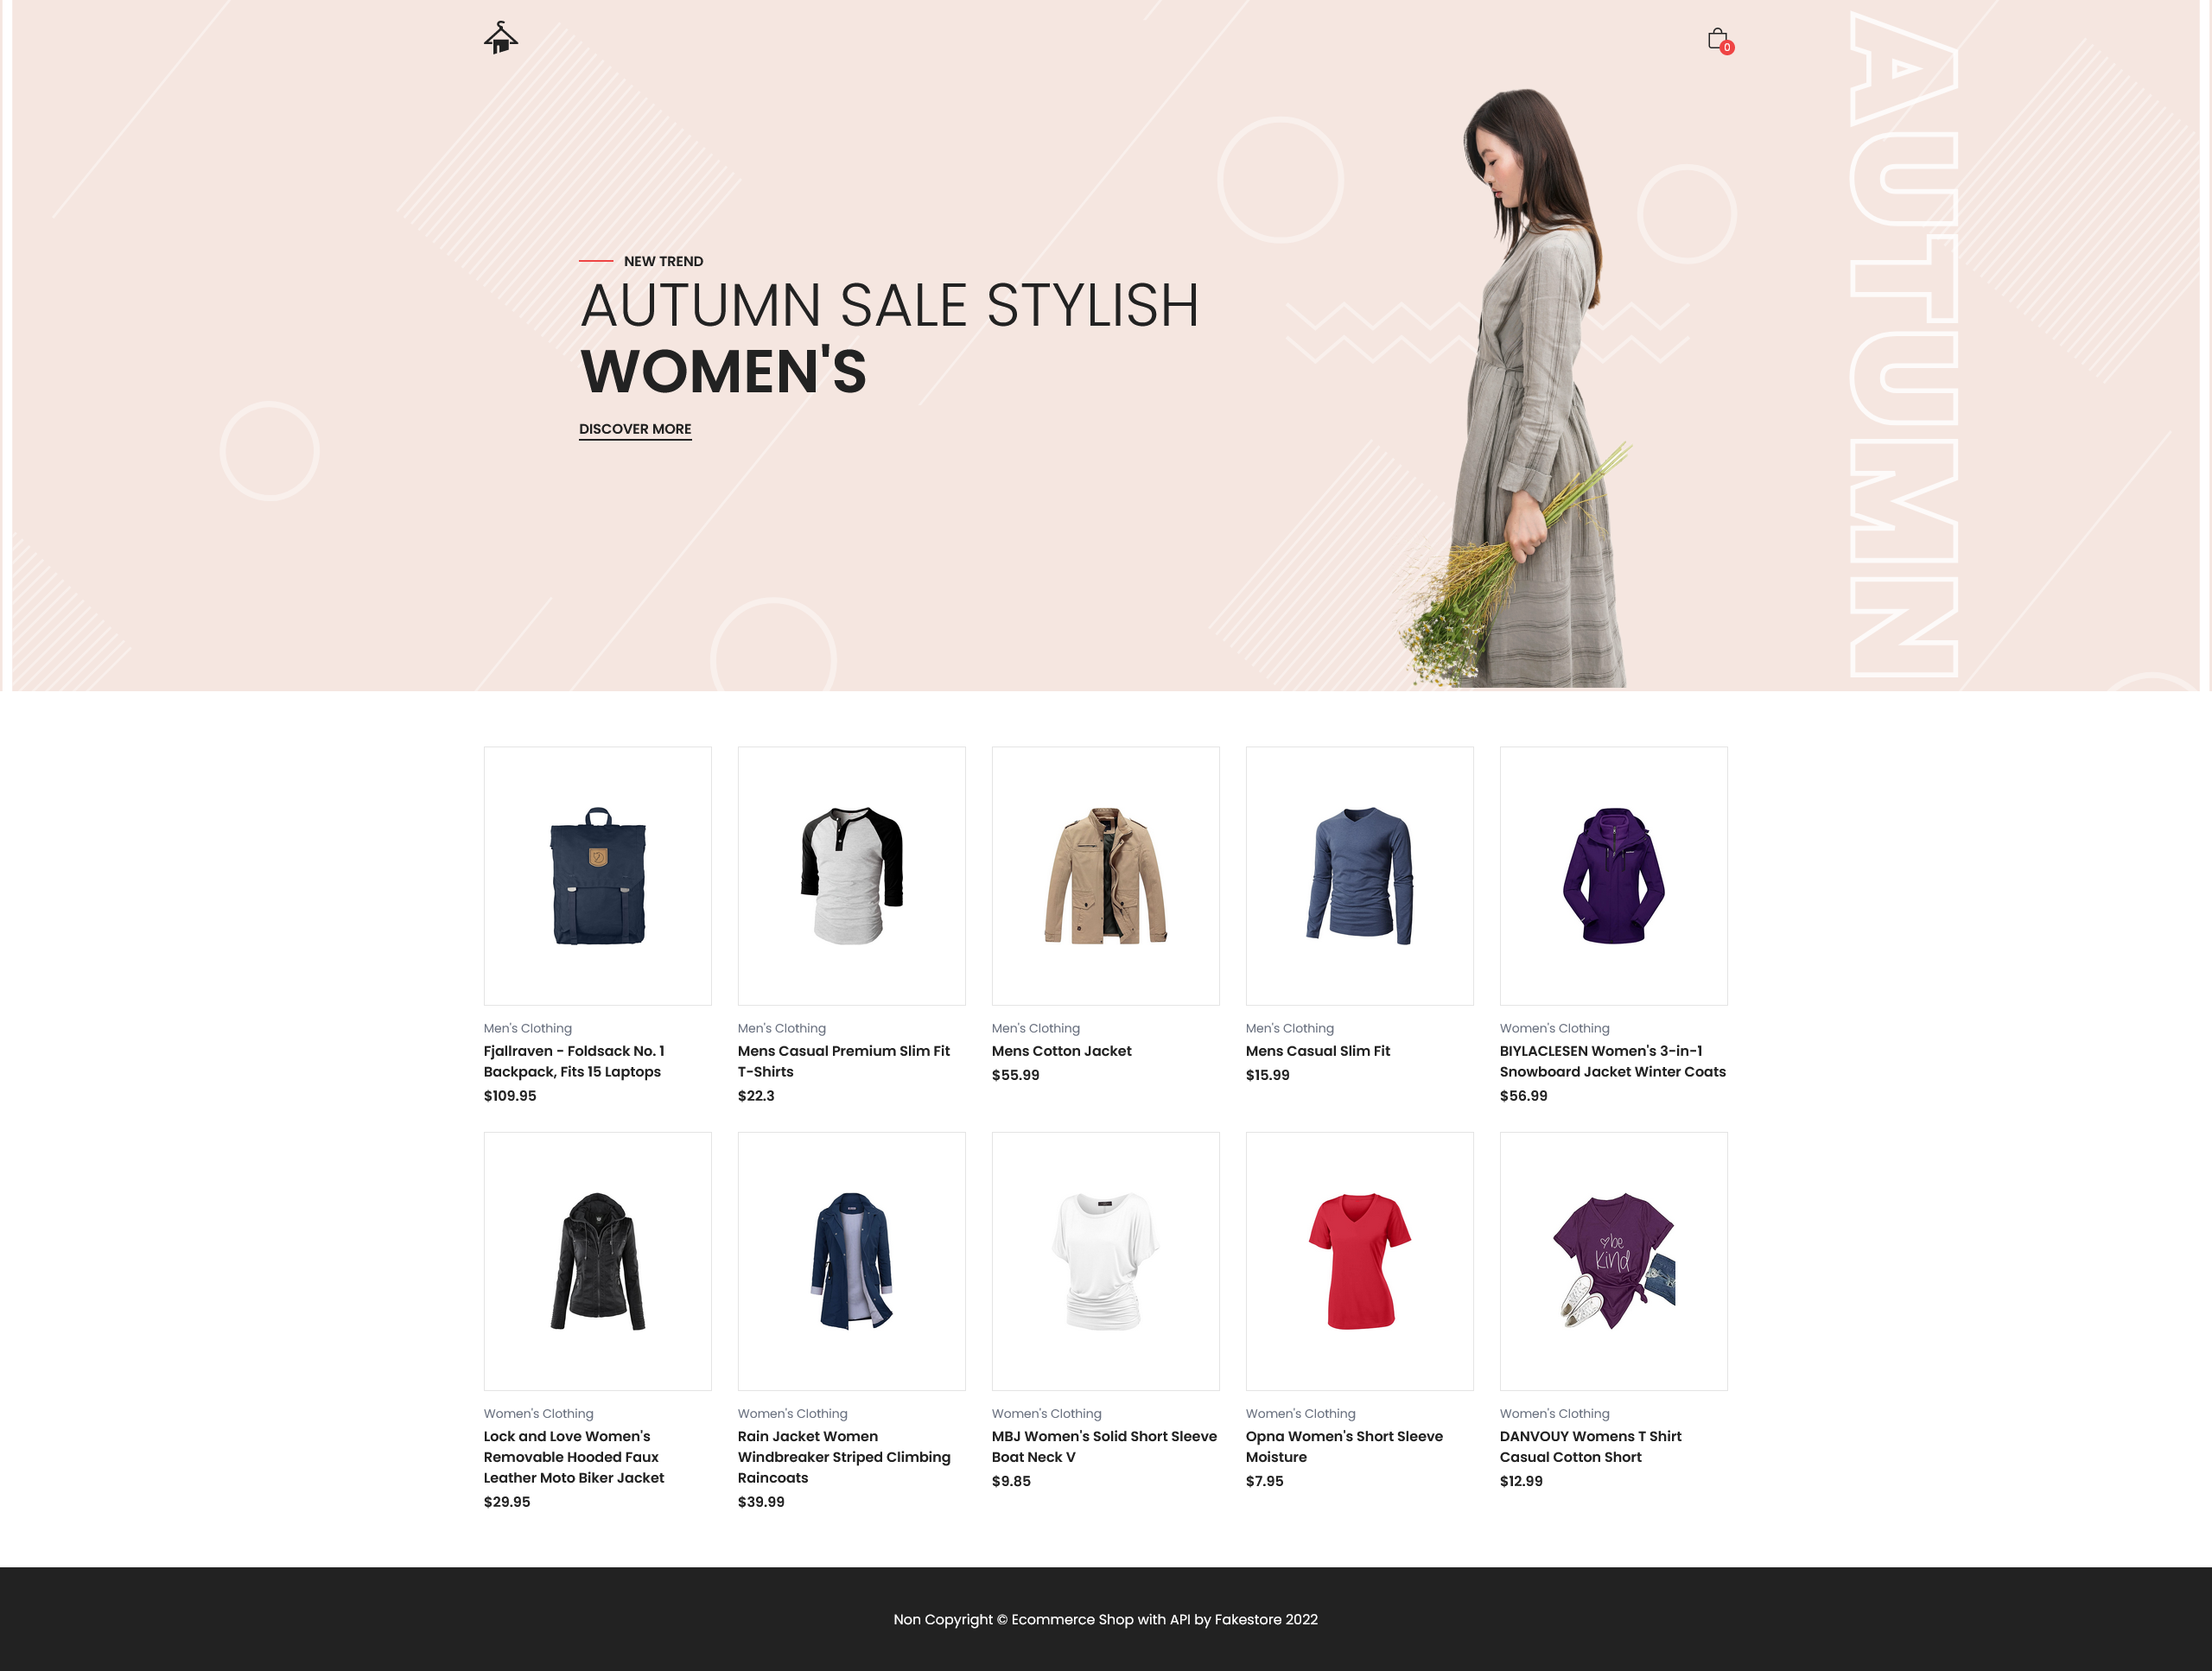 0
AUTUMN
NEW TREND
AUTUMN SALE STYLISH
WOMEN'S
DISCOVER MORE
Men's Clothing
Fjallraven - Foldsack No. 1
Backpack, Fits 15 Laptops
$109.95
Men's Clothing
Mens Casual Premium Slim Fit
T-Shirts
$22.3
Men's Clothing
Mens Cotton Jacket
$55.99
Men's Clothing
Mens Casual Slim Fit
$15.99
Women's Clothing
BIYLACLESEN Women's 3-in-1
Snowboard Jacket Winter Coats
$56.99
be
kind
Women's Clothing
Lock and Love Women's
Removable Hooded Faux
Leather Moto Biker Jacket
$29.95
Women's Clothing
Rain Jacket Women
Windbreaker Striped Climbing
Raincoats
$39.99
Women's Clothing
MBJ Women's Solid Short Sleeve
Boat Neck V
$9.85
Women's Clothing
Opna Women's Short Sleeve
Moisture
$7.95
Women's Clothing
DANVOUY Womens T Shirt
Casual Cotton Short
$12.99
Non Copyright © Ecommerce Shop with API by Fakestore 2022